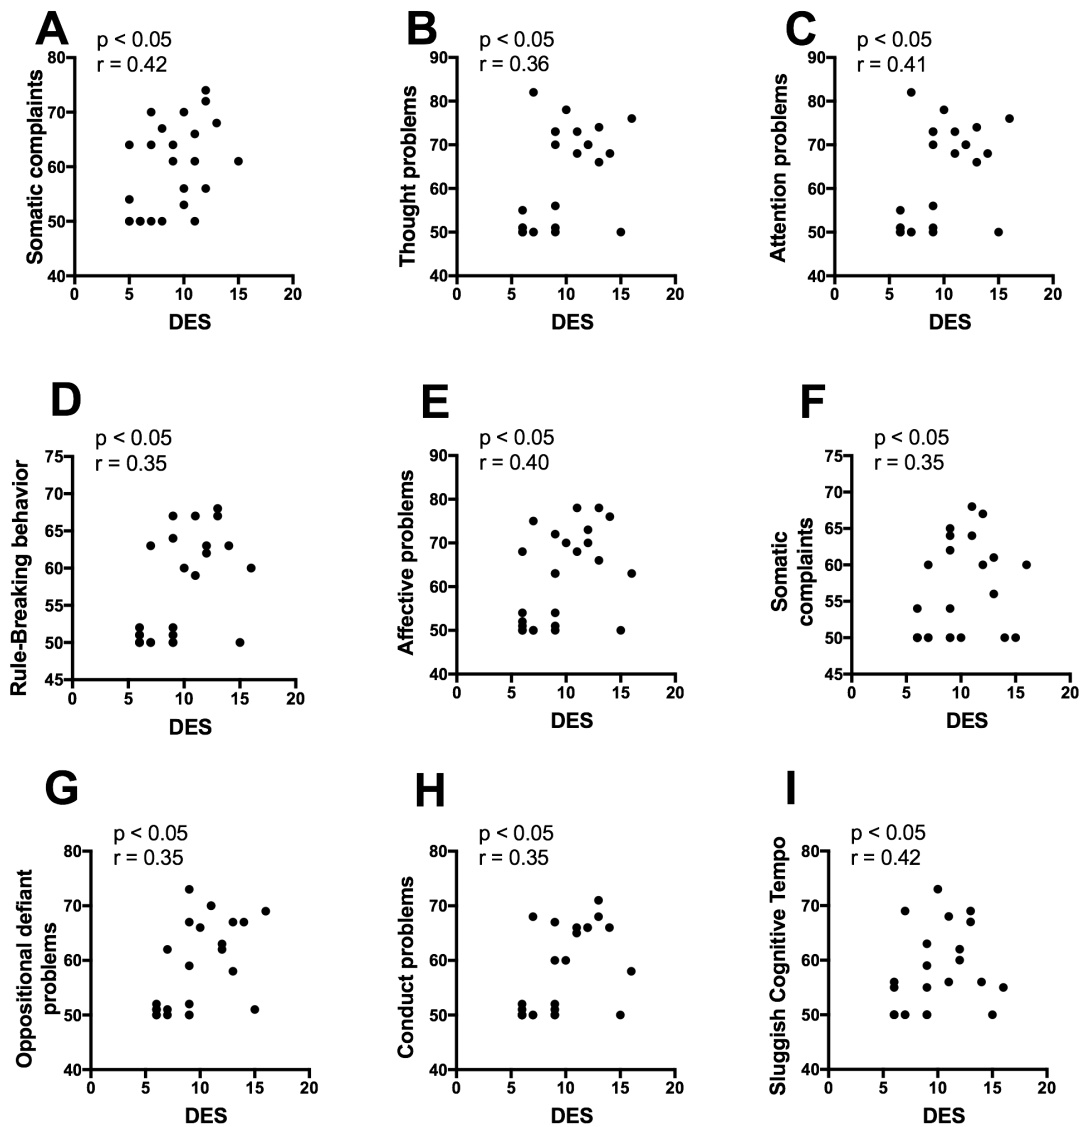 A
p < 0.05
r = 0.42
Somatic complaints
80
70
60
50
40
0 5 10 15 20
DES
B
p < 0.05
r = 0.36
Thought problems
90
80
70
60
50
40
0 5 10 15 20
DES
C
p < 0.05
r = 0.41
Attention problems
90
80
70
60
50
40
0 5 10 15 20
DES
D
p < 0.05
r = 0.35
Rule-Breaking behavior
75
70
65
60
55
50
45
0 5 10 15 20
DES
E
p < 0.05
r = 0.40
Affective problems
90
80
70
60
50
40
0 5 10 15 20
DES
F
p < 0.05
r = 0.35
Somatic
complaints
75
70
65
60
55
50
45
0 5 10 15 20
DES
G
p < 0.05
r = 0.35
Oppositional defiant
problems
80
70
60
50
40
0 5 10 15 20
DES
H
p < 0.05
r = 0.35
Conduct problems
80
70
60
50
40
0 5 10 15 20
DES
I
p < 0.05
r = 0.42
Sluggish Cognitive Tempo
80
70
60
50
40
0 5 10 15 20
DES